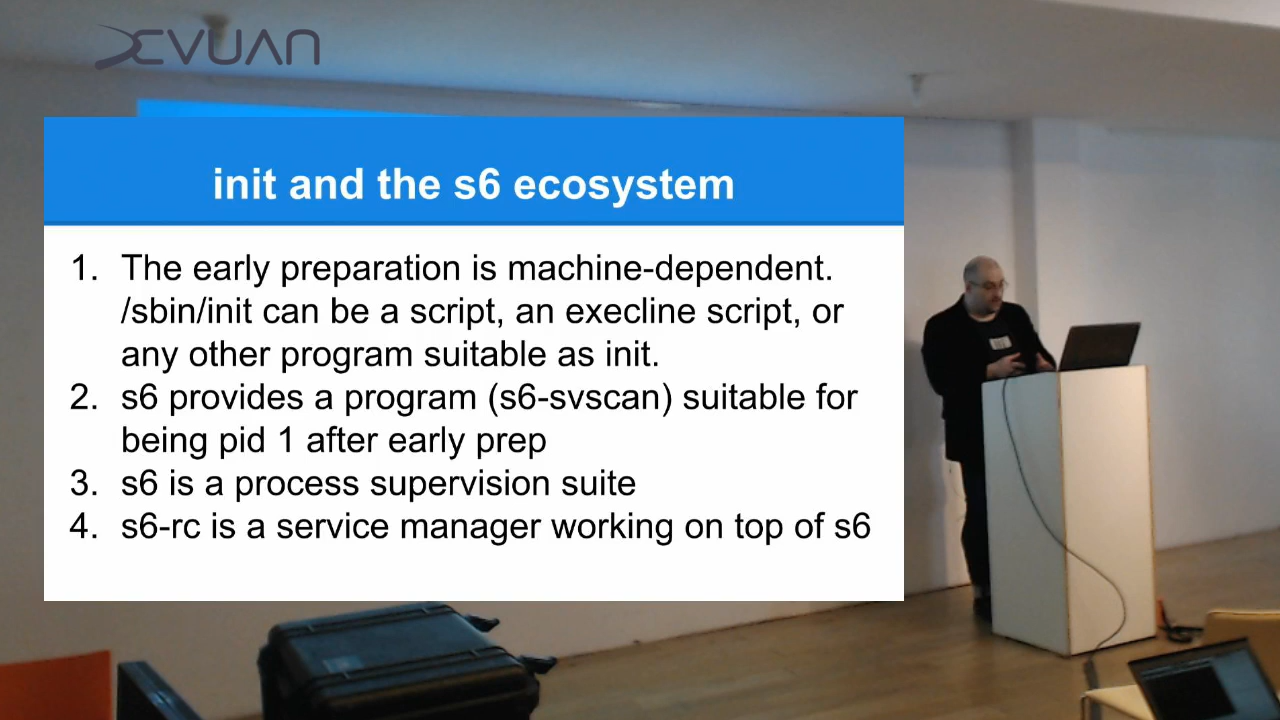 DEVUAN
init and the s6 ecosystem
1. The early preparation is machine-dependent.
/sbin/init can be a script, an execline script, or
any other program suitable as init.
2. s6 provides a program (s6-svscan) suitable for
being pid 1 after early prep
3. s6 is a process supervision suite
4. s6-rc is a service manager working on top of s6